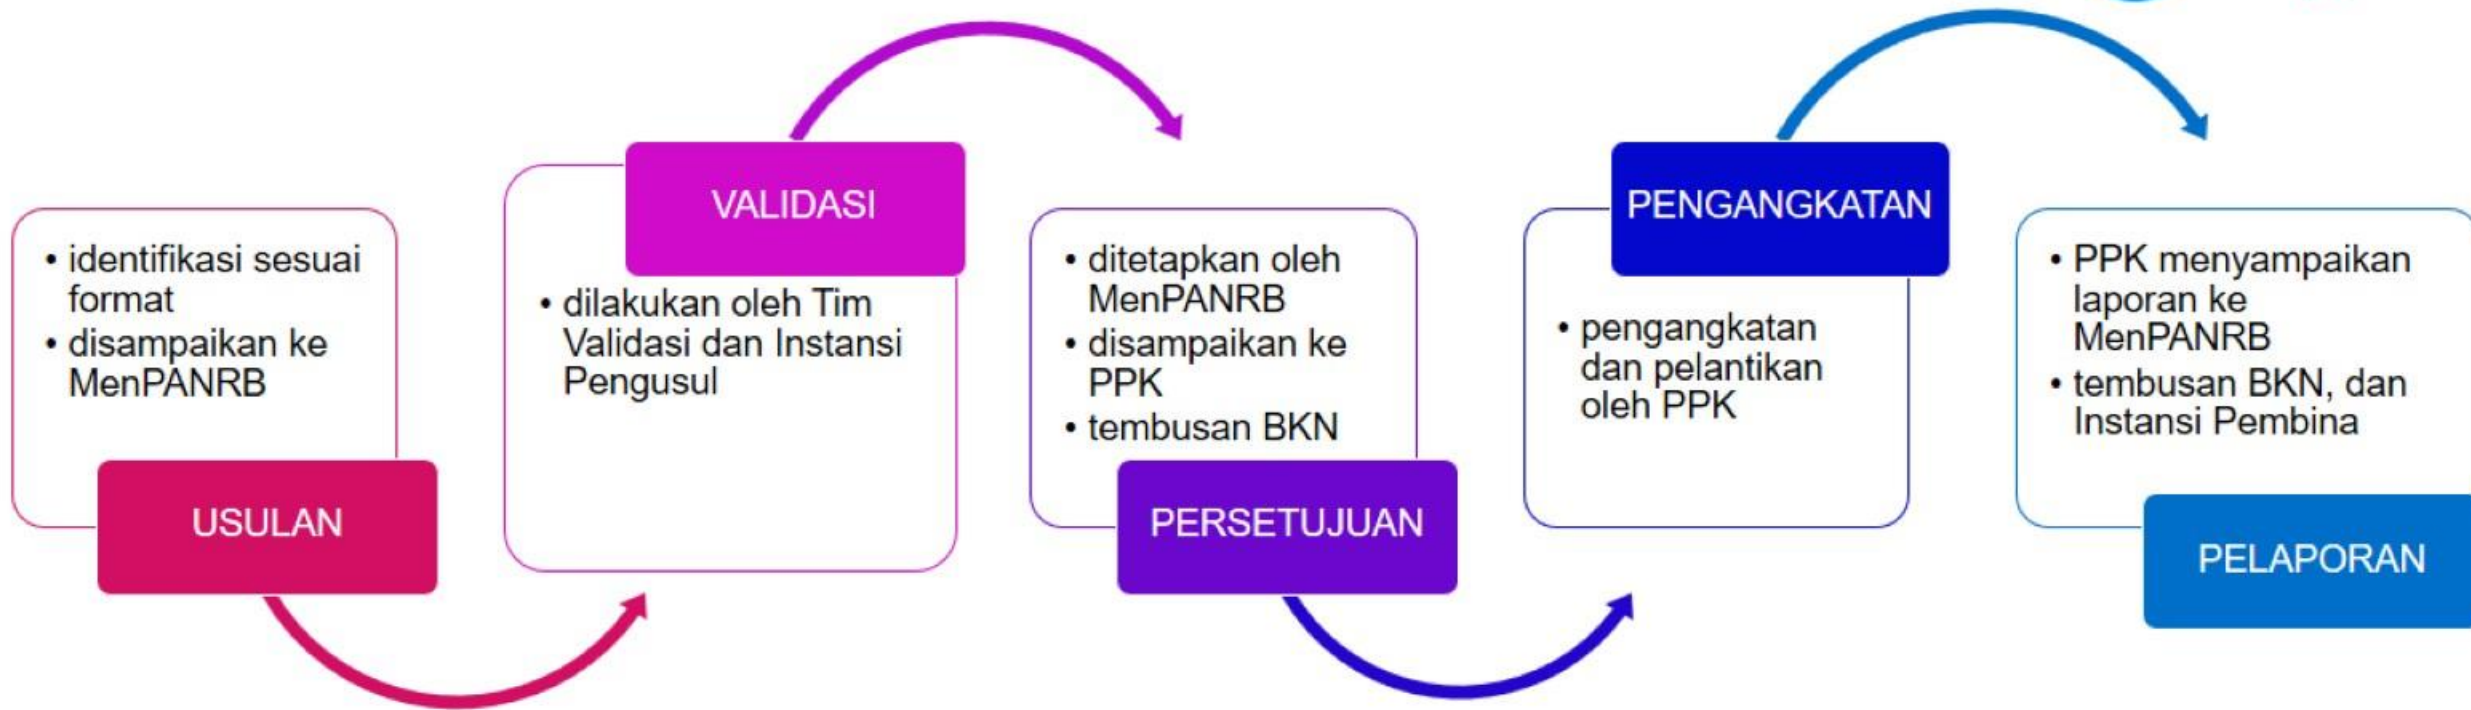 • identifikasi sesuai
format
• disampaikan ke
MenPANRB
USULAN
VALIDASI
• dilakukan oleh Tim
Validasi dan Instansi
Pengusul
• ditetapkan oleh
MenPANRB
• disampaikan ke
PPK
• tembusan BKN
PERSETUJUAN
PENGANGKATAN
• pengangkatan
dan pelantikan
oleh PPK
• PPK menyampaikan
laporan ke
MenPANRB
• tembusan BKN, dan
Instansi Pembina
PELAPORAN